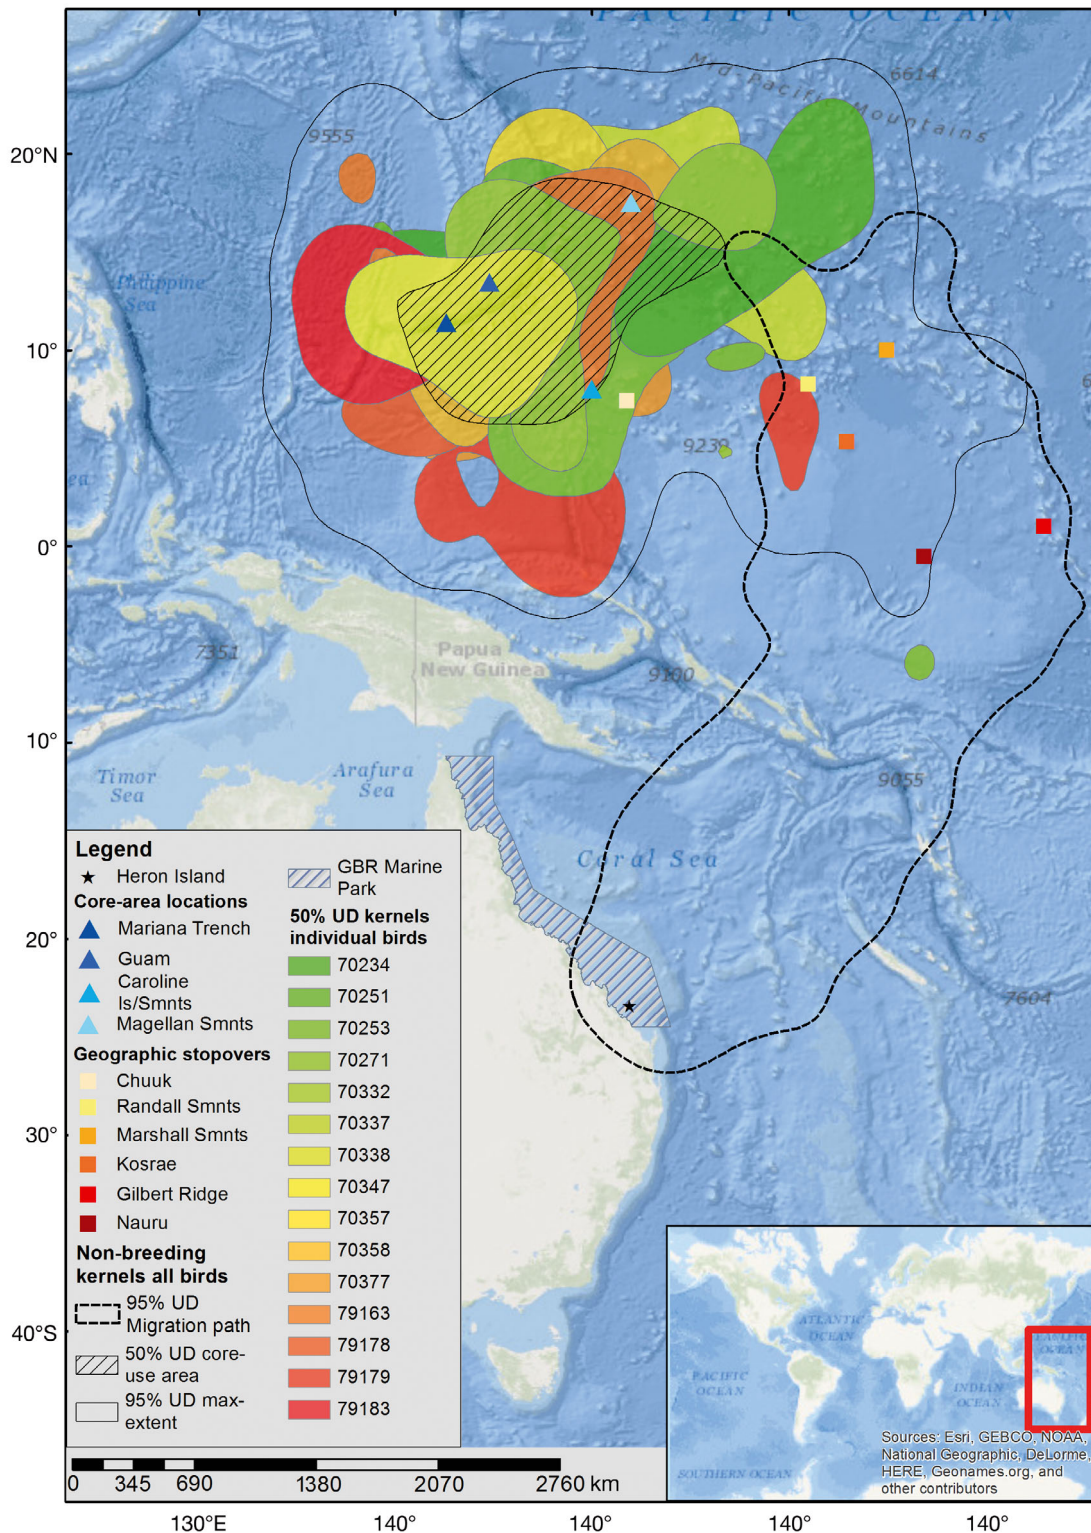 PACIFIC OCEAN
Mid-Pacific Mountains
6614
9555
20°N
Philippine
Sea
10°
9239
0°
7351
Papua
New Guinea
9100
10°
Timor
Sea
Arafura
Sea
9055
Coral Sea
20°
7604
30°
40°S
Legend
Heron Island
Core-area locations
Mariana Trench
Guam
Caroline
Is/Smnts
Magellan Smnts
Geographic stopovers
Chuuk
Randall Smnts
Marshall Smnts
Kosrae
Gilbert Ridge
Nauru
Non-breeding
kernels all birds
95% UD
Migration path
50% UD core-
use area
95% UD max-
extent
GBR Marine
Park
50% UD kernels
individual birds
70234
70251
70253
70271
70332
70337
70338
70347
70357
70358
70377
79163
79178
79179
79183
0 345 690 1380 2070 2760 km
ATLANTIC
OCEAN
PACIFIC
OCEAN
PACIFIC
OCEAN
INDIAN
OCEAN
SOUTHERN OCEAN
Sources: Esri, GEBCO, NOAA,
National Geographic, DeLorme,
HERE, Geonames.org, and
other contributors
130°E 140° 140° 140° 140°